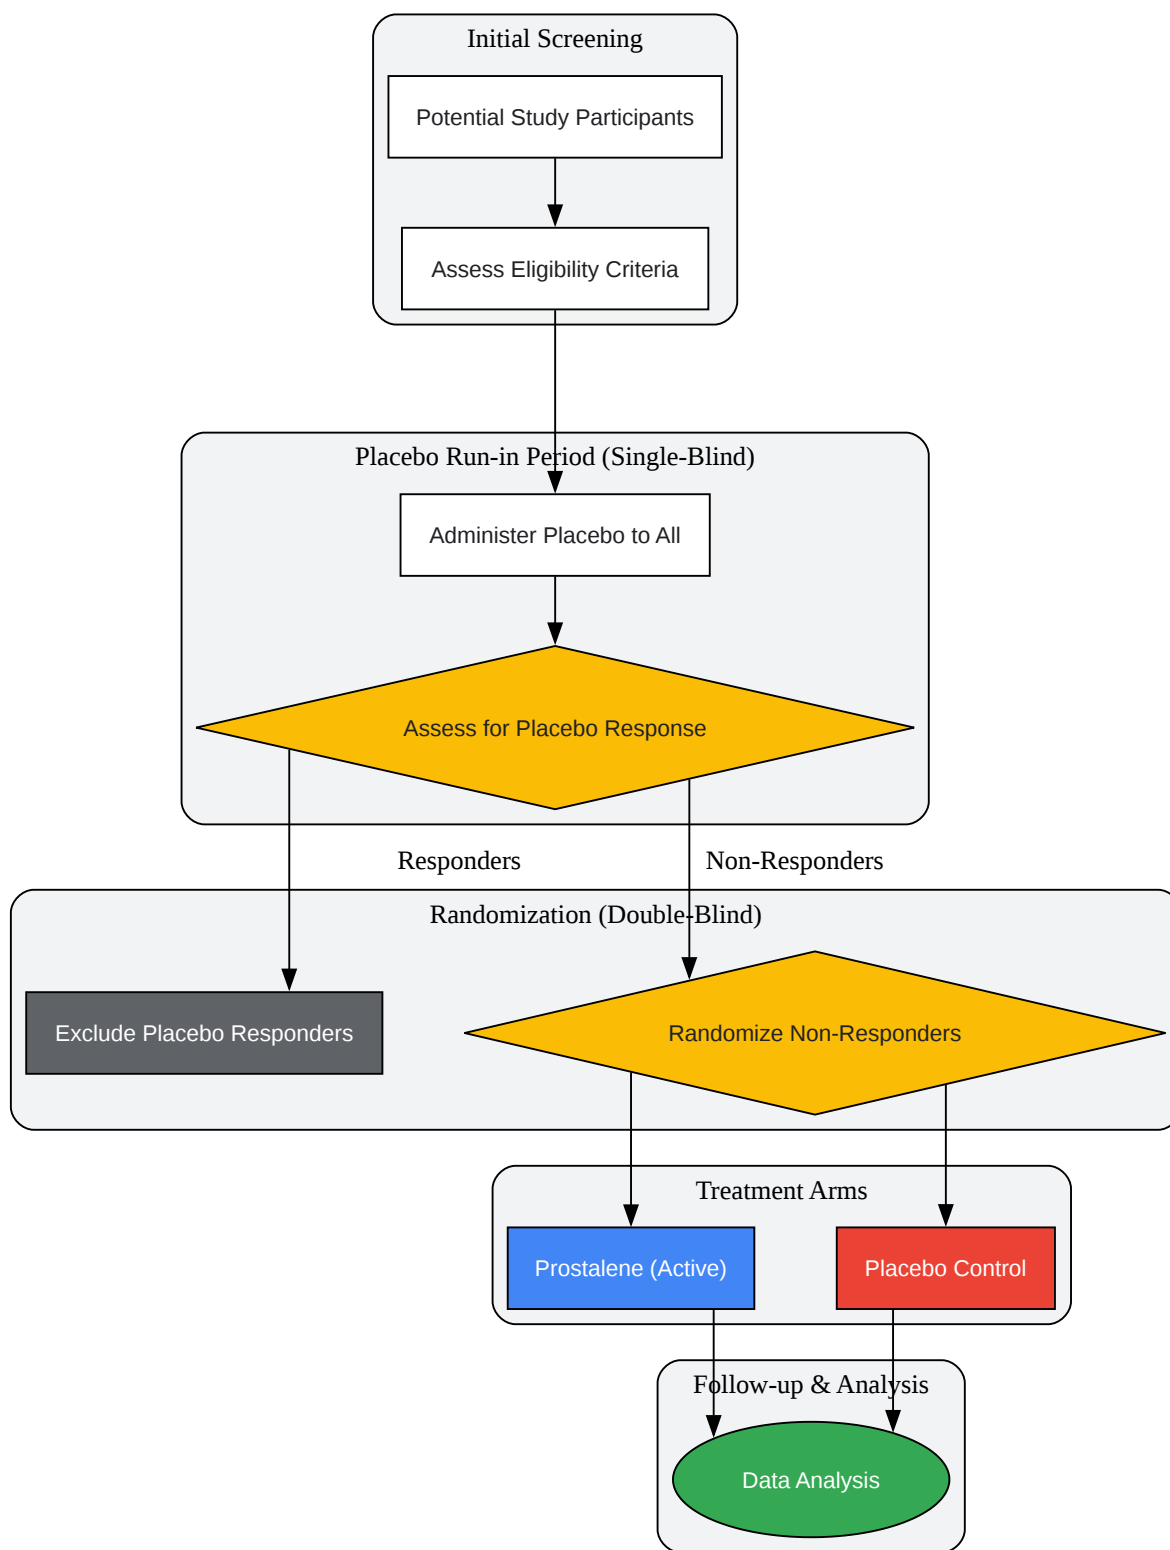 Initial Screening
Potential Study Participants
Assess Eligibility Criteria
Placebo Run-in Period (Single-Blind)
Administer Placebo to All
Assess for Placebo Response
Responders
Non-Responders
Randomization (Double-Blind)
Exclude Placebo Responders
Randomize Non-Responders
Treatment Arms
Prostalene (Active)
Placebo Control
Follow-up & Analysis
Data Analysis